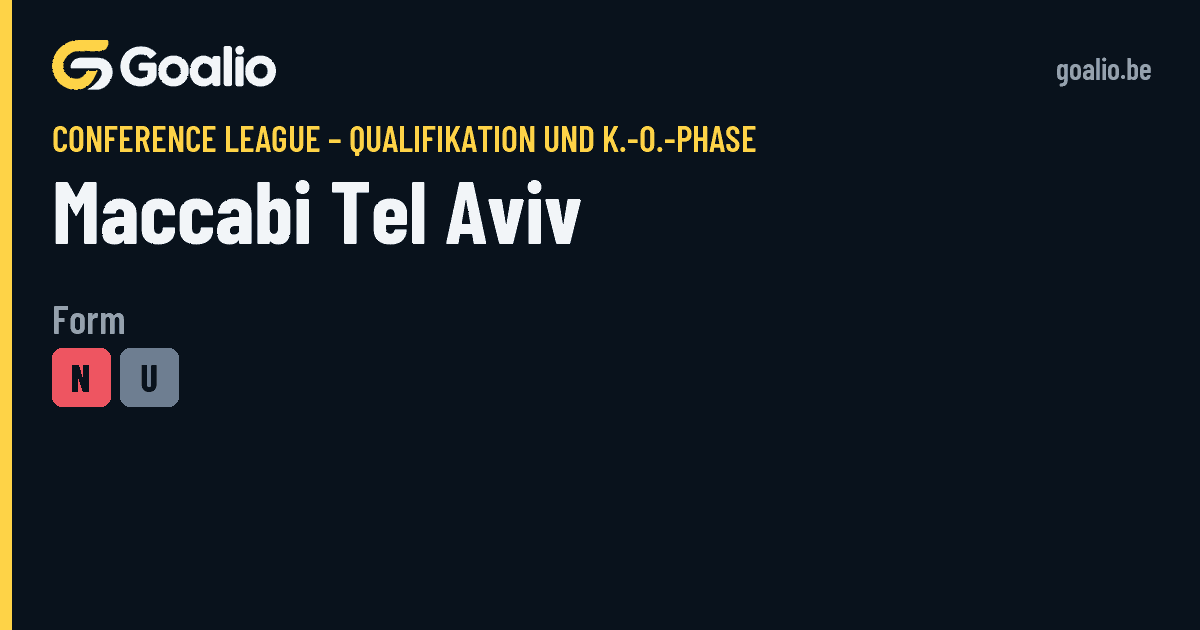 Goalio
goalio.be
CONFERENCE LEAGUE – QUALIFIKATION UND K.-O.-PHASE
Maccabi Tel Aviv
Form
N U